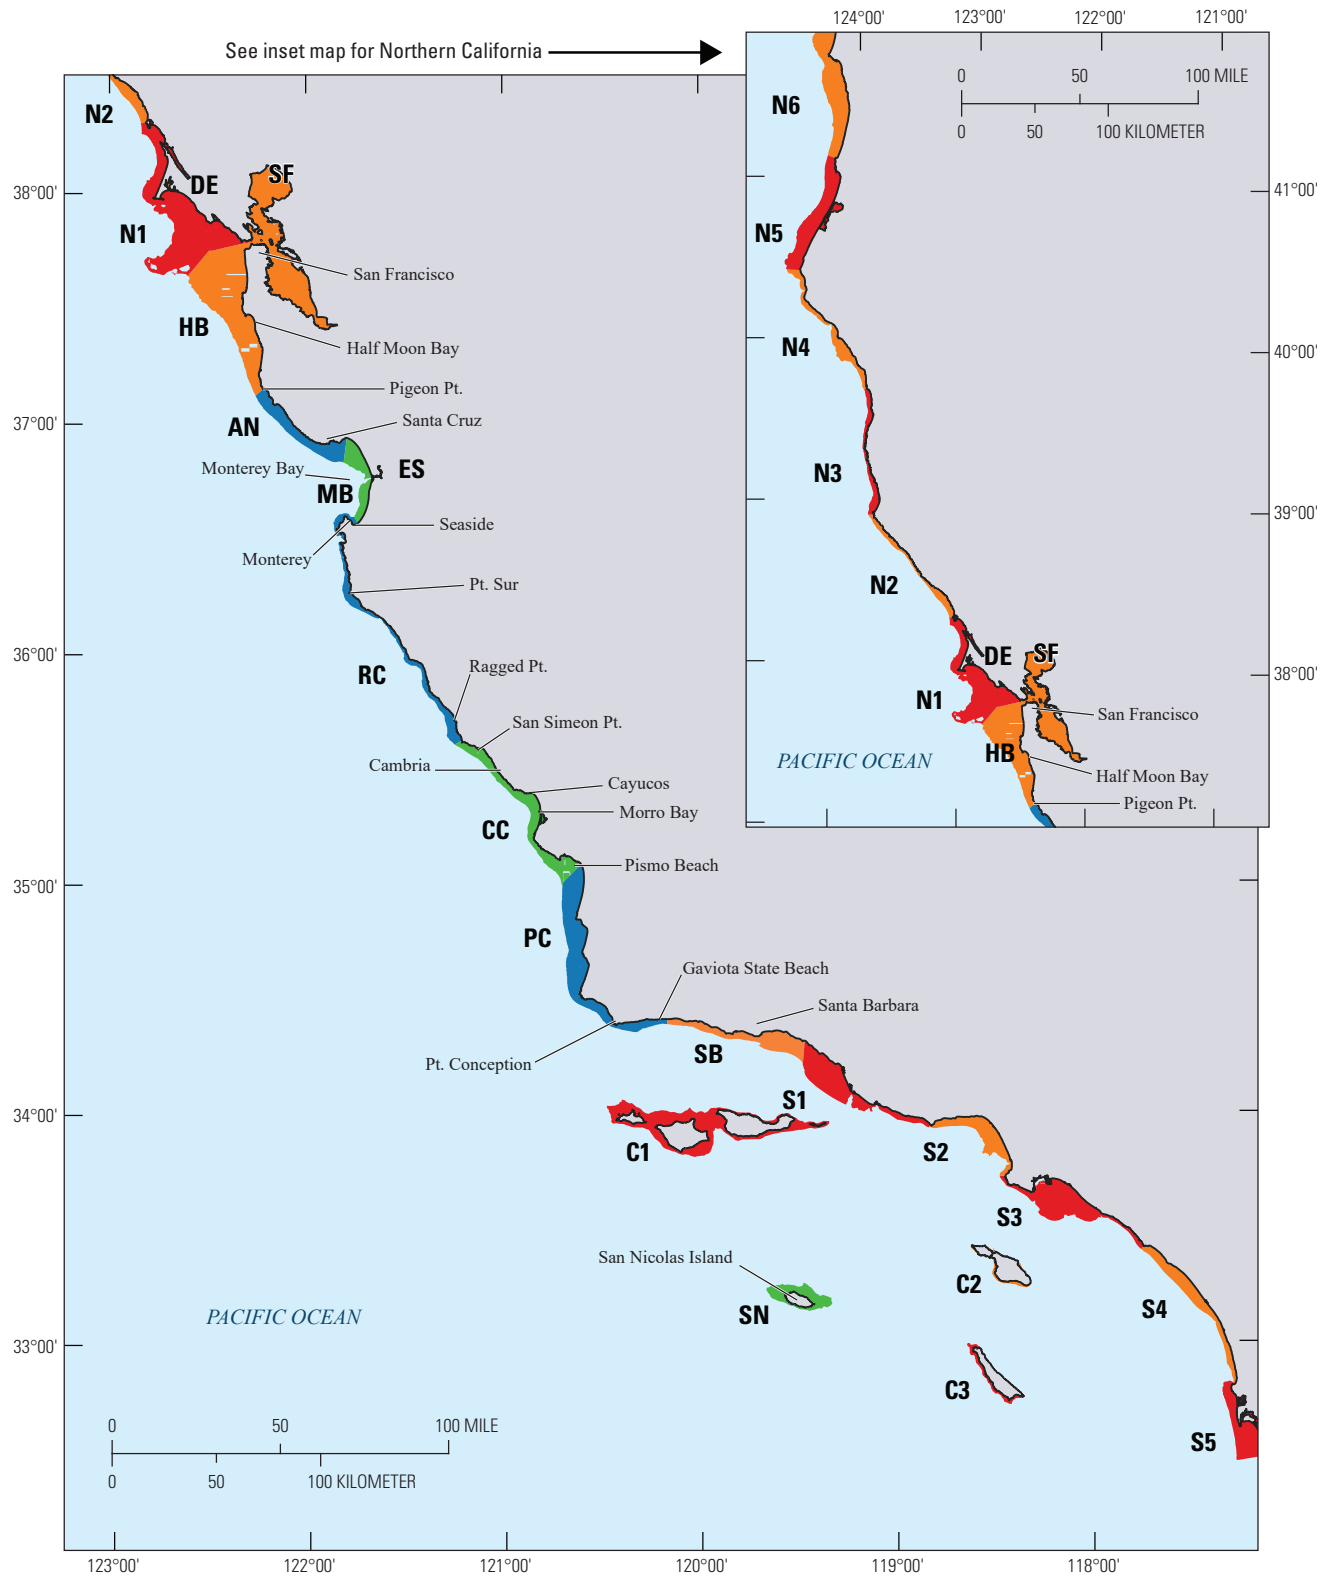 See inset map for Northern California
124°00'
123°00'
122°00'
121°00'
0
50
100 MILE
0
50
100 KILOMETER
N6
N5
N4
N3
N2
DE
SF
N1
HB
San Francisco
Half Moon Bay
Pigeon Pt.
PACIFIC OCEAN
41°00'
40°00'
39°00'
38°00'
N2
DE
SF
N1
San Francisco
HB
Half Moon Bay
Pigeon Pt.
AN
Santa Cruz
Monterey Bay
ES
MB
Seaside
Monterey
Pt. Sur
RC
Ragged Pt.
San Simeon Pt.
Cambria
Cayucos
Morro Bay
CC
Pismo Beach
PC
Gaviota State Beach
Santa Barbara
SB
Pt. Conception
S1
C1
S2
S3
San Nicolas Island
C2
SN
S4
C3
S5
PACIFIC OCEAN
38°00'
37°00'
36°00'
35°00'
34°00'
33°00'
0
50
100 MILE
0
50
100 KILOMETER
123°00'
122°00'
121°00'
120°00'
119°00'
118°00'